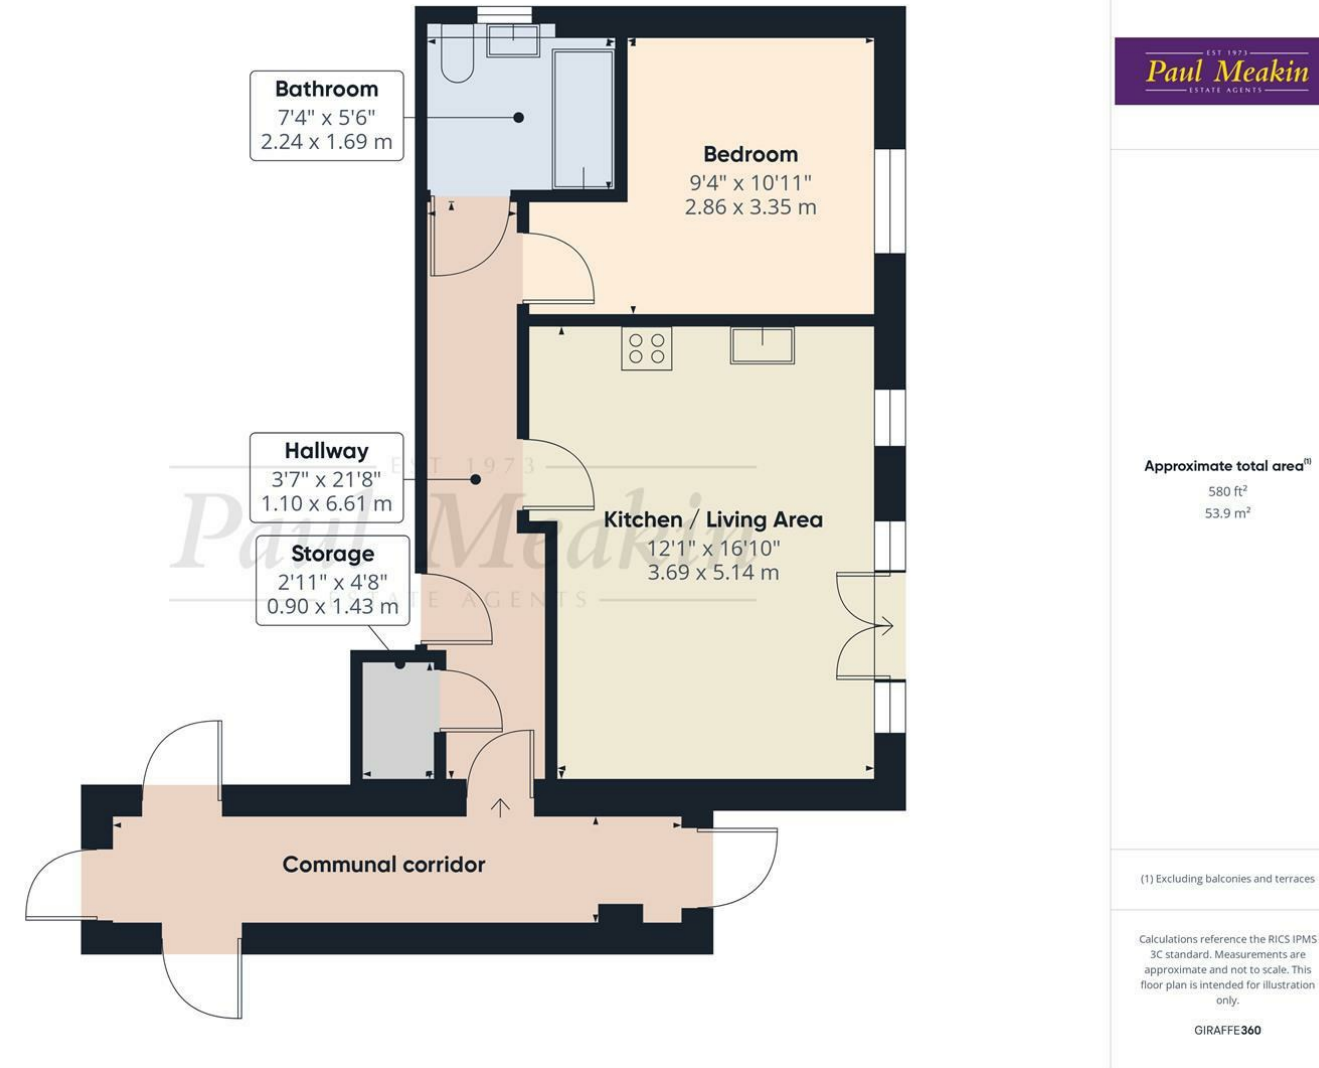 Bathroom
7'4" x 5'6"
2.24 x 1.69 m
Bedroom
9'4" x 10'11"
2.86 x 3.35 m
Hallway
3'7" x 21'8"
1.10 x 6.61 m
Storage
2'11" x 4'8"
0.90 x 1.43 m
Kitchen / Living Area
12'1" x 16'10"
3.69 x 5.14 m
Communal corridor
EST 1973
Paul Meakin
ESTATE AGENTS
EST 1973
Paul Meakin
ESTATE AGENTS
Approximate total area(1)
580 ft²
53.9 m²
(1) Excluding balconies and terraces
Calculations reference the RICS IPMS
3C standard. Measurements are
approximate and not to scale. This
floor plan is intended for illustration
only.
GIRAFFE360